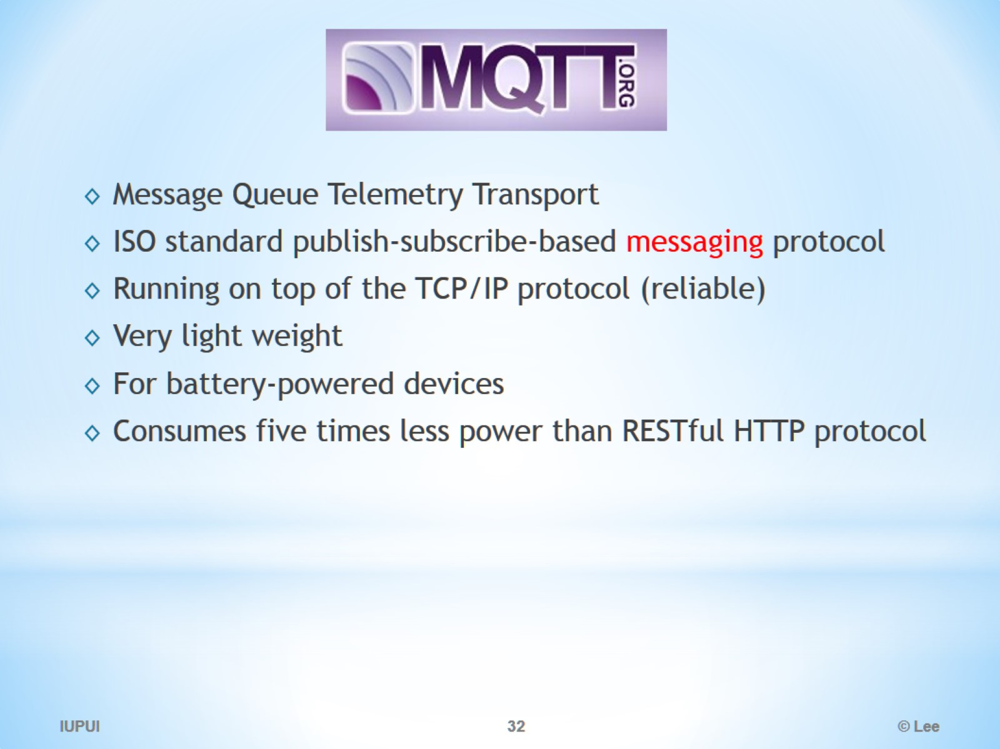 MQTT.ORG
◇ Message Queue Telemetry Transport
◇ ISO standard publish-subscribe-based messaging protocol
◇ Running on top of the TCP/IP protocol (reliable)
◇ Very light weight
◇ For battery-powered devices
◇ Consumes five times less power than RESTful HTTP protocol
IUPUI 32 © Lee